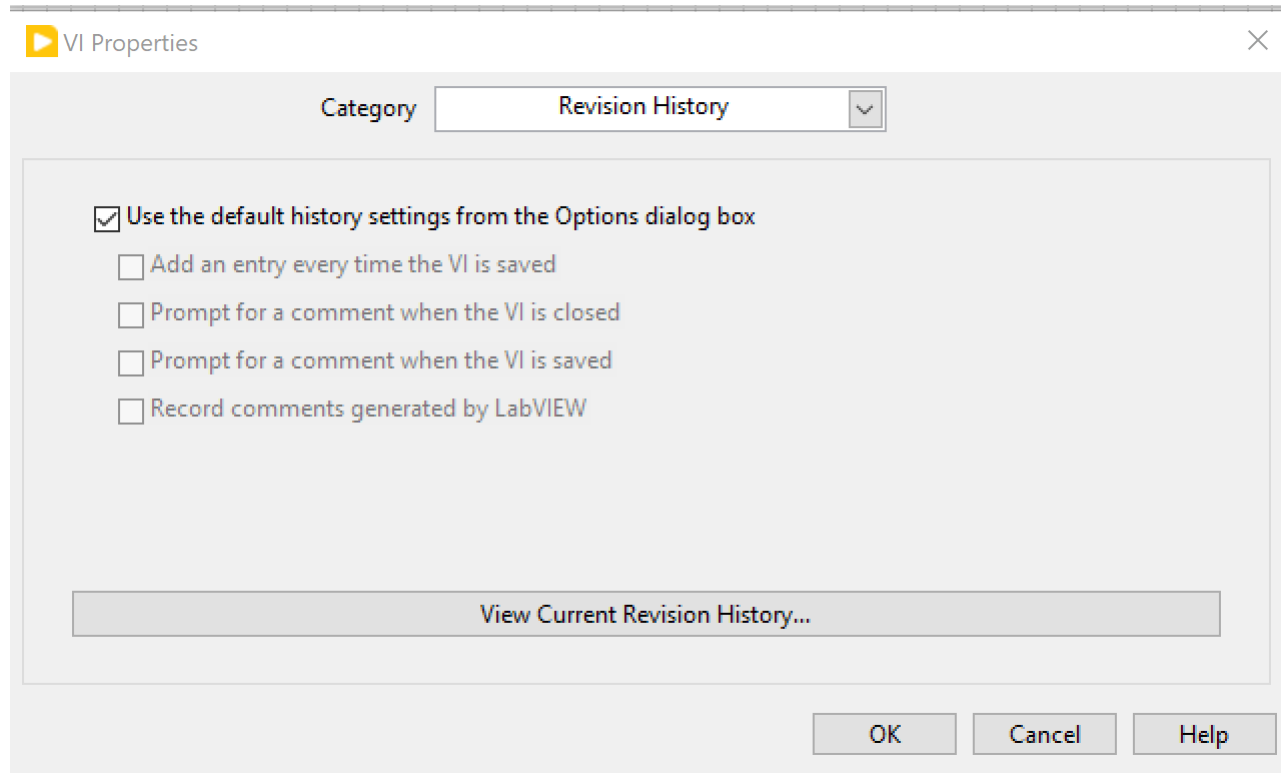 VI Properties
Category Revision History
Use the default history settings from the Options dialog box
Add an entry every time the VI is saved
Prompt for a comment when the VI is closed
Prompt for a comment when the VI is saved
Record comments generated by LabVIEW
View Current Revision History...
OK Cancel Help